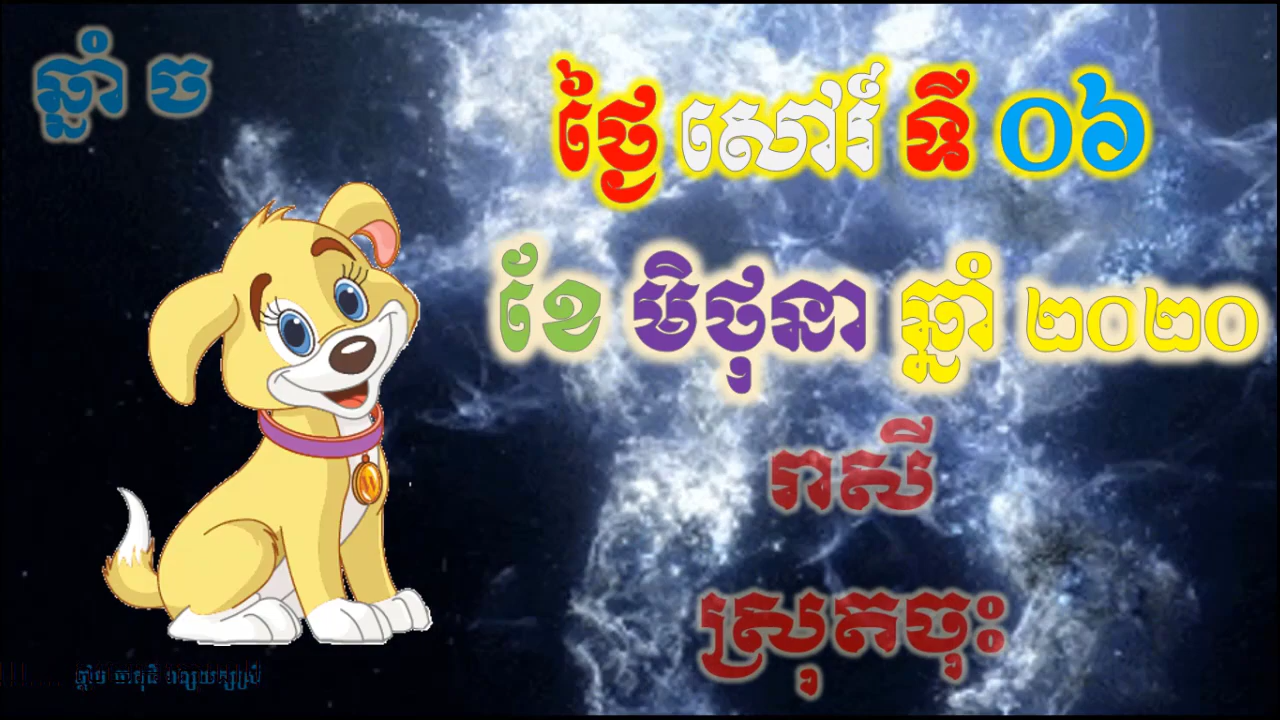 ឆ្នាំ ច
ថ្ងៃ សៅរ៍ ទី ០៦
ខែ មិថុនា ឆ្នាំ ២០២០
រាសី
ស្រុតចុះ